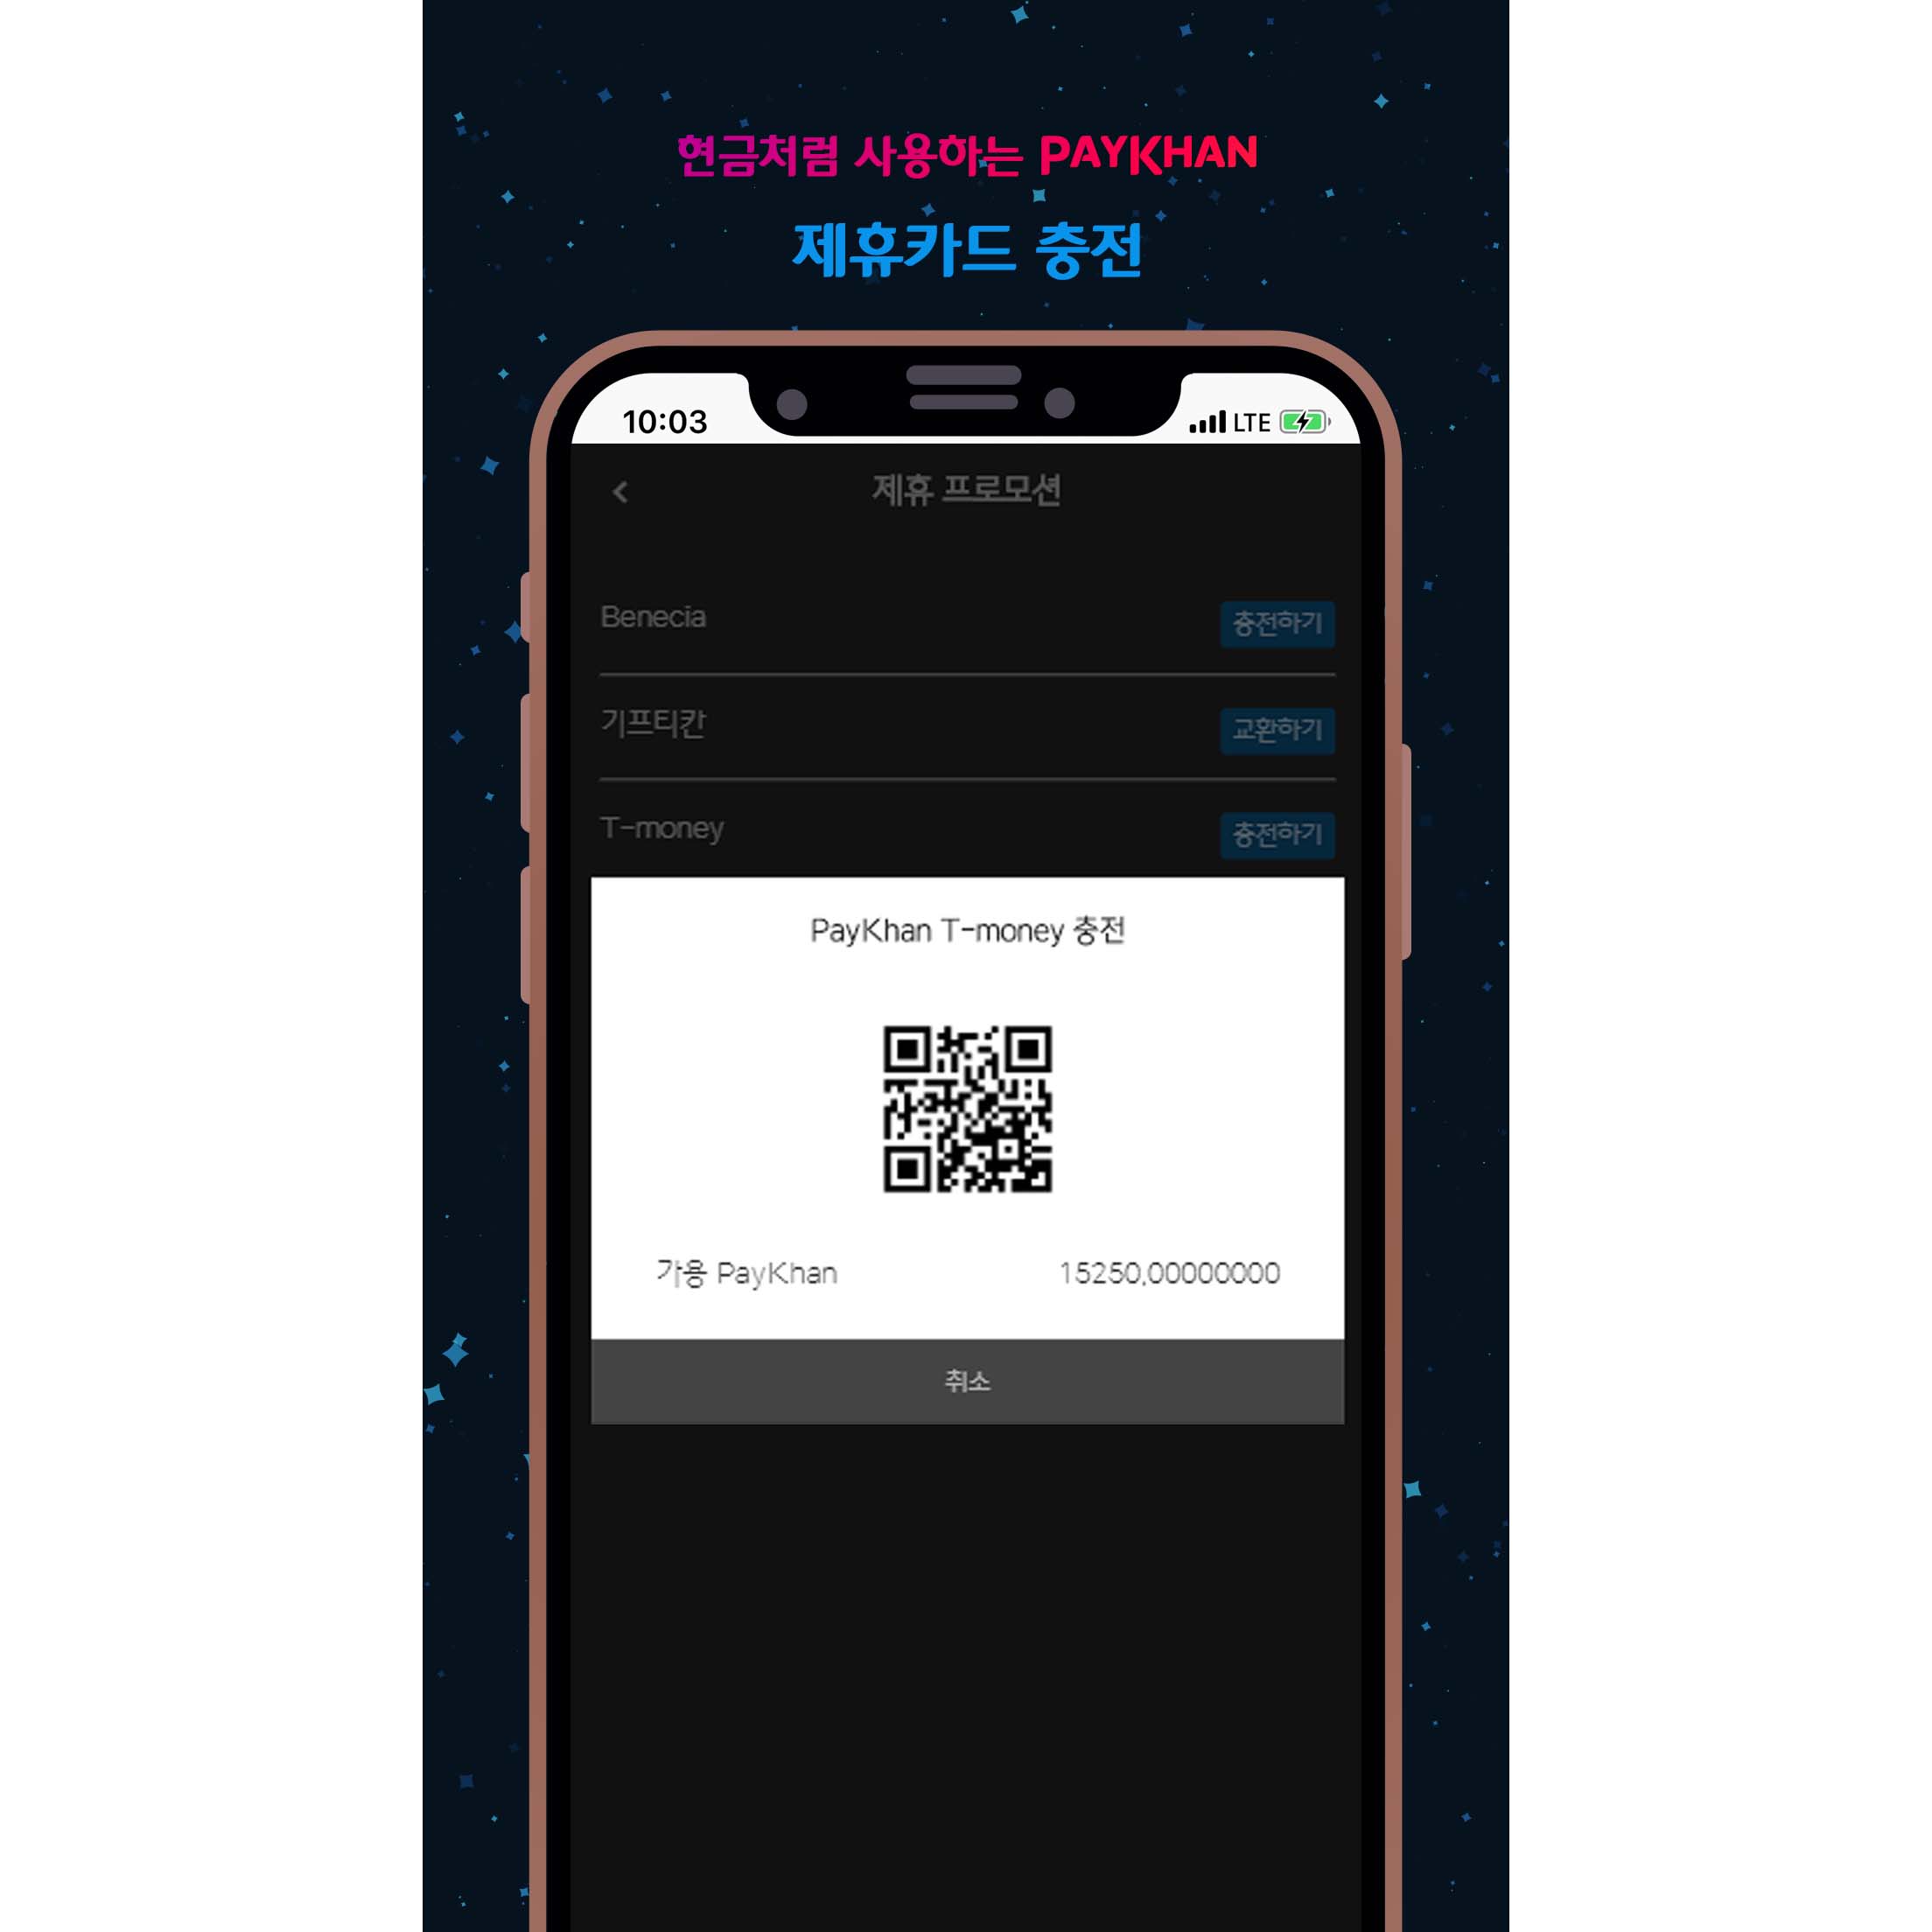 현금처럼 사용하는 PAYKHAN
제휴카드 충전
10:03 LTE
제휴 프로모션
Benecia 충전하기
기프티칸 교환하기
T-money 충전하기
PayKhan T-money 충전
가용 PayKhan 15250.00000000
취소